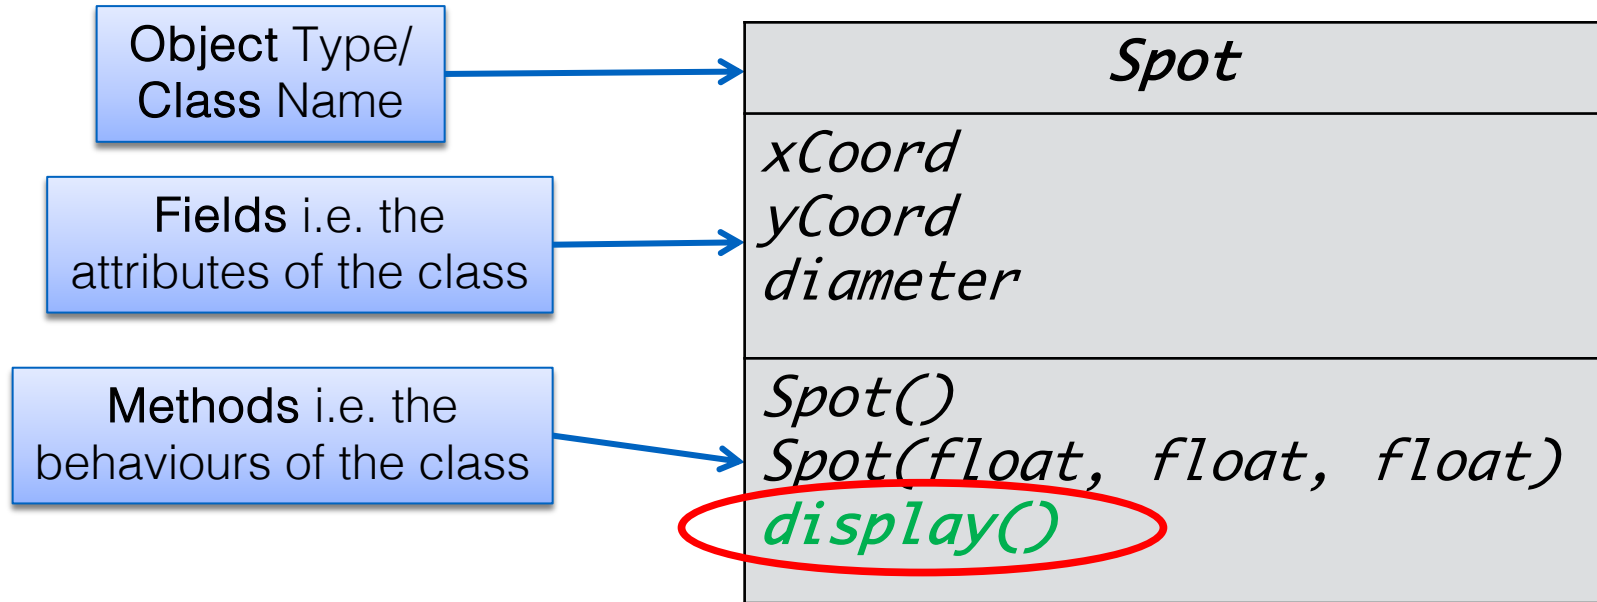 Object Type/
Class Name
Spot
Fields i.e. the
attributes of the class
xCoord
yCoord
diameter
Methods i.e. the
behaviours of the class
Spot()
Spot(float, float, float)
display()